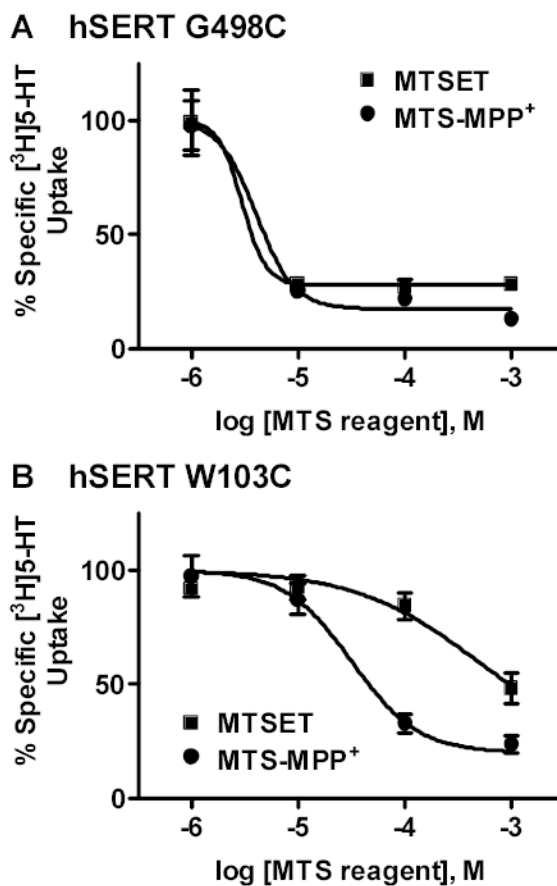 A hSERT G498C
MTSET
MTS-MPP⁺
% Specific [³H]5-HT
Uptake
100
50
0
-6 -5 -4 -3
log [MTS reagent], M
B hSERT W103C
% Specific [³H]5-HT
Uptake
100
50
0
MTSET
MTS-MPP⁺
-6 -5 -4 -3
log [MTS reagent], M